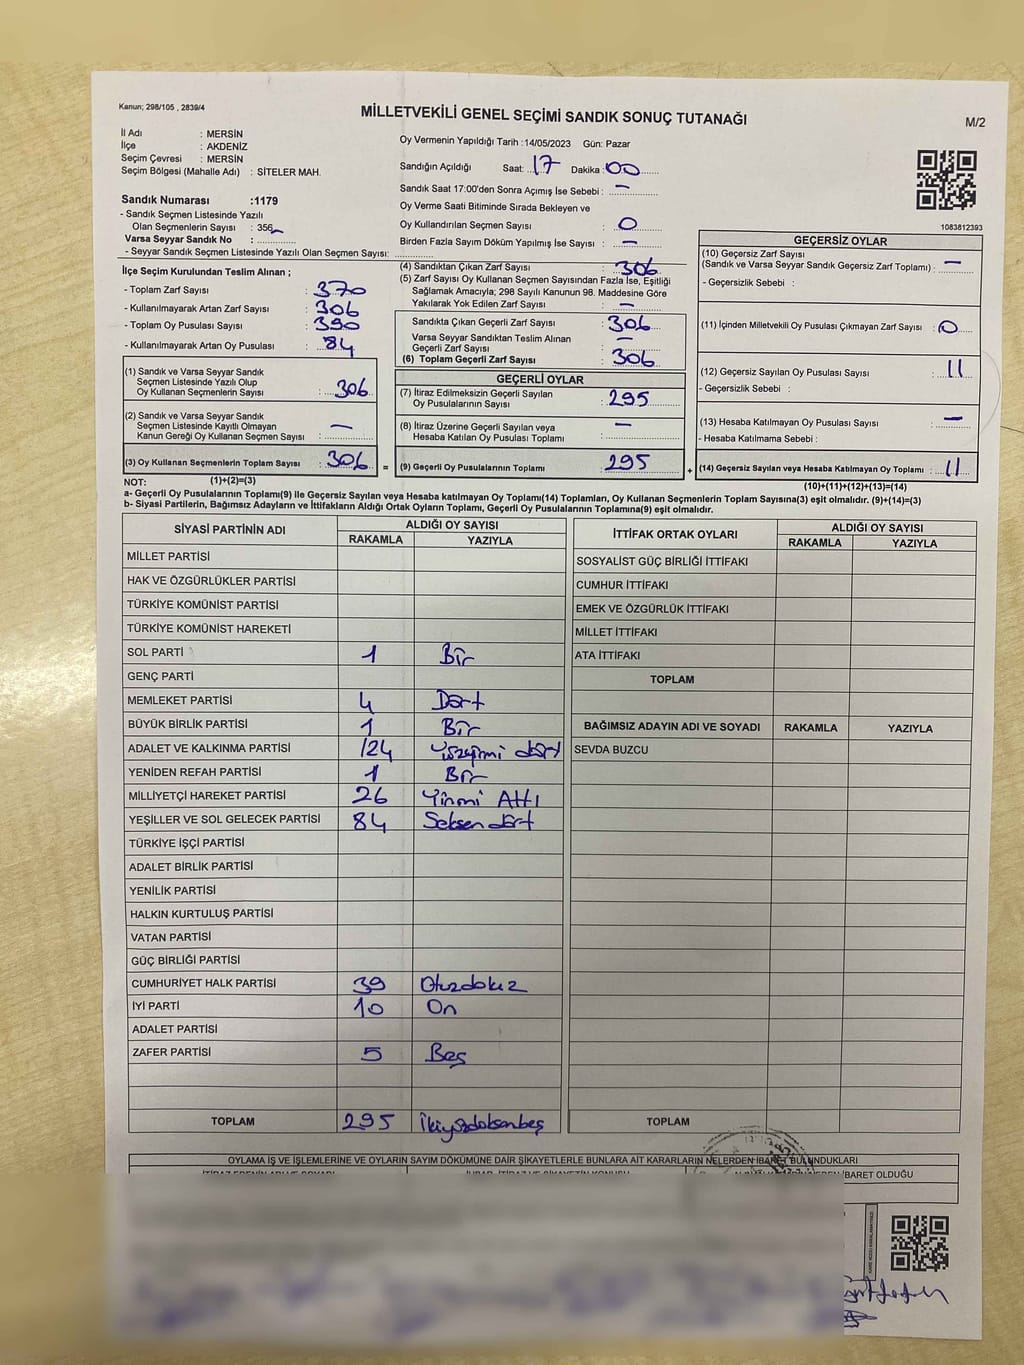 Kanun; 298/105 , 2839/4
MİLLETVEKİLİ GENEL SEÇİMİ SANDIK SONUÇ TUTANAĞI
M/2
İl Adı : MERSİN
İlçe : AKDENİZ
Seçim Çevresi : MERSİN
Seçim Bölgesi (Mahalle Adı) : SİTELER MAH.
Oy Vermenin Yapıldığı Tarih :14/05/2023 Gün: Pazar
Sandığın Açıldığı Saat: 17 Dakika: 00
Sandık Saat 17:00'den Sonra Açımış İse Sebebi : —
Oy Verme Saati Bitiminde Sırada Bekleyen ve
Oy Kullandırılan Seçmen Sayısı : 0
Birden Fazla Sayım Döküm Yapılmış İse Sayısı : —
Sandık Numarası :1179
- Sandık Seçmen Listesinde Yazılı
Olan Seçmenlerin Sayısı : 356
Varsa Seyyar Sandık No :
- Seyyar Sandık Seçmen Listesinde Yazılı Olan Seçmen Sayısı:
1083812393
İlçe Seçim Kurulundan Teslim Alınan ;
- Toplam Zarf Sayısı : 370
- Kullanılmayarak Artan Zarf Sayısı : 306
- Toplam Oy Pusulası Sayısı : 390
- Kullanılmayarak Artan Oy Pusulası : 84
(1) Sandık ve Varsa Seyyar Sandık
Seçmen Listesinde Yazılı Olup
Oy Kullanan Seçmenlerin Sayısı : 306
(2) Sandık ve Varsa Seyyar Sandık
Seçmen Listesinde Kayıtlı Olmayan
Kanun Gereği Oy Kullanan Seçmen Sayısı : —
(3) Oy Kullanan Seçmenlerin Toplam Sayısı : 306
(1)+(2)=(3)
(4) Sandıktan Çıkan Zarf Sayısı : 306
(5) Zarf Sayısı Oy Kullanan Seçmen Sayısından Fazla İse, Eşitliği
Sağlamak Amacıyla; 298 Sayılı Kanunun 98. Maddesine Göre
Yakılarak Yok Edilen Zarf Sayısı : —
Sandıkta Çıkan Geçerli Zarf Sayısı : 306
Varsa Seyyar Sandıktan Teslim Alınan
Geçerli Zarf Sayısı : —
(6) Toplam Geçerli Zarf Sayısı : 306
GEÇERLİ OYLAR
(7) İtiraz Edilmeksizin Geçerli Sayılan
Oy Pusulalarının Sayısı : 295
(8) İtiraz Üzerine Geçerli Sayılan veya
Hesaba Katılan Oy Pusulası Toplamı : —
= (9) Geçerli Oy Pusulalarının Toplamı : 295 +
GEÇERSİZ OYLAR
(10) Geçersiz Zarf Sayısı
(Sandık ve Varsa Seyyar Sandık Geçersiz Zarf Toplamı) : —
- Geçersizlik Sebebi :
(11) İçinden Milletvekili Oy Pusulası Çıkmayan Zarf Sayısı : 0
(12) Geçersiz Sayılan Oy Pusulası Sayısı : 11
- Geçersizlik Sebebi :
(13) Hesaba Katılmayan Oy Pusulası Sayısı : —
- Hesaba Katılmama Sebebi :
(14) Geçersiz Sayılan veya Hesaba Katılmayan Oy Toplamı : 11
(10)+(11)+(12)+(13)=(14)
NOT:
a- Geçerli Oy Pusulasının Toplamı(9) ile Geçersiz Sayılan veya Hesaba katılmayan Oy Toplamı(14) Toplamları, Oy Kullanan Seçmenlerin Toplam Sayısına(3) eşit olmalıdır. (9)+(14)=(3)
b- Siyasi Partilerin, Bağımsız Adayların ve İttifakların Aldığı Ortak Oyların Toplamı, Geçerli Oy Pusulalarının Toplamına(9) eşit olmalıdır.
SİYASİ PARTİNİN ADI ALDIĞI OY SAYISI
RAKAMLA YAZIYLA
MİLLET PARTİSİ
HAK VE ÖZGÜRLÜKLER PARTİSİ
TÜRKİYE KOMÜNİST PARTİSİ
TÜRKİYE KOMÜNİST HAREKETİ
SOL PARTİ 1 Bir
GENÇ PARTİ
MEMLEKET PARTİSİ 4 Dört
BÜYÜK BİRLİK PARTİSİ 1 Bir
ADALET VE KALKINMA PARTİSİ 124 Yüzyirmi dört
YENİDEN REFAH PARTİSİ 1 Bir
MİLLİYETÇİ HAREKET PARTİSİ 26 Yirmi Altı
YEŞİLLER VE SOL GELECEK PARTİSİ 84 Seksen dört
TÜRKİYE İŞÇİ PARTİSİ
ADALET BİRLİK PARTİSİ
YENİLİK PARTİSİ
HALKIN KURTULUŞ PARTİSİ
VATAN PARTİSİ
GÜÇ BİRLİĞİ PARTİSİ
CUMHURİYET HALK PARTİSİ 39 Otuzdokuz
İYİ PARTİ 10 On
ADALET PARTİSİ
ZAFER PARTİSİ 5 Beş
TOPLAM 295 İkiyüzdoksanbeş
İTTİFAK ORTAK OYLARI ALDIĞI OY SAYISI
RAKAMLA YAZIYLA
SOSYALİST GÜÇ BİRLİĞİ İTTİFAKI
CUMHUR İTTİFAKI
EMEK VE ÖZGÜRLÜK İTTİFAKI
MİLLET İTTİFAKI
ATA İTTİFAKI
TOPLAM
BAĞIMSIZ ADAYIN ADI VE SOYADI RAKAMLA YAZIYLA
SEVDA BUZCU
TOPLAM
OYLAMA İŞ VE İŞLEMLERİNE VE OYLARIN SAYIM DÖKÜMÜNE DAİR ŞİKAYETLERLE BUNLARA AİT KARARLARIN NELERDEN İBARET BULUNDUKLARI
İBARET OLDUĞU